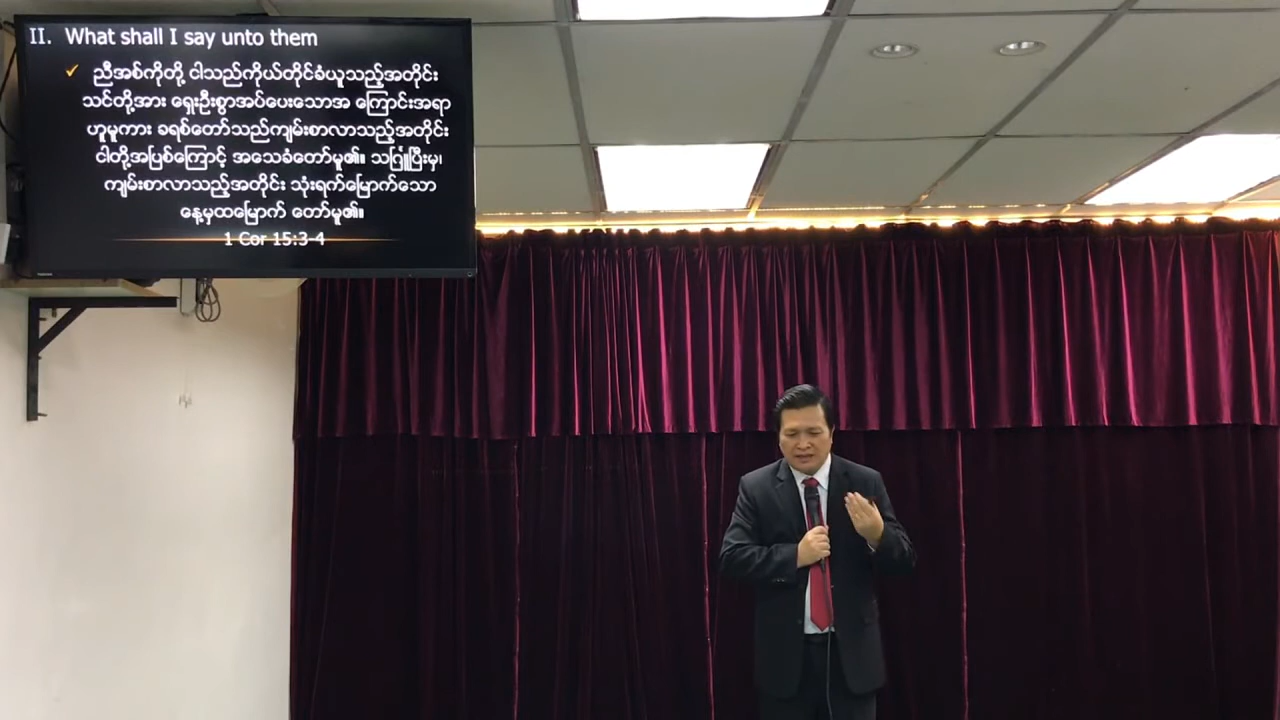 II. What shall I say unto them
✓ ညီအစ်ကိုတို့ ငါသည်ကိုယ်တိုင်ခံယူသည့်အတိုင်း
သင်တို့အား ရှေးဦးစွာအပ်ပေးသောအ ကြောင်းအရာ
ဟူမူကား ခရစ်တော်သည်ကျမ်းစာလာသည့်အတိုင်း
ငါတို့အပြစ်ကြောင့် အသေခံတော်မူ၏။ သင်္ဂြိုဟ်ပြီးမှ၊
ကျမ်းစာလာသည့်အတိုင်း သုံးရက်မြောက်သော
နေ့မှထမြောက် တော်မူ၏။
1 Cor 15:3-4